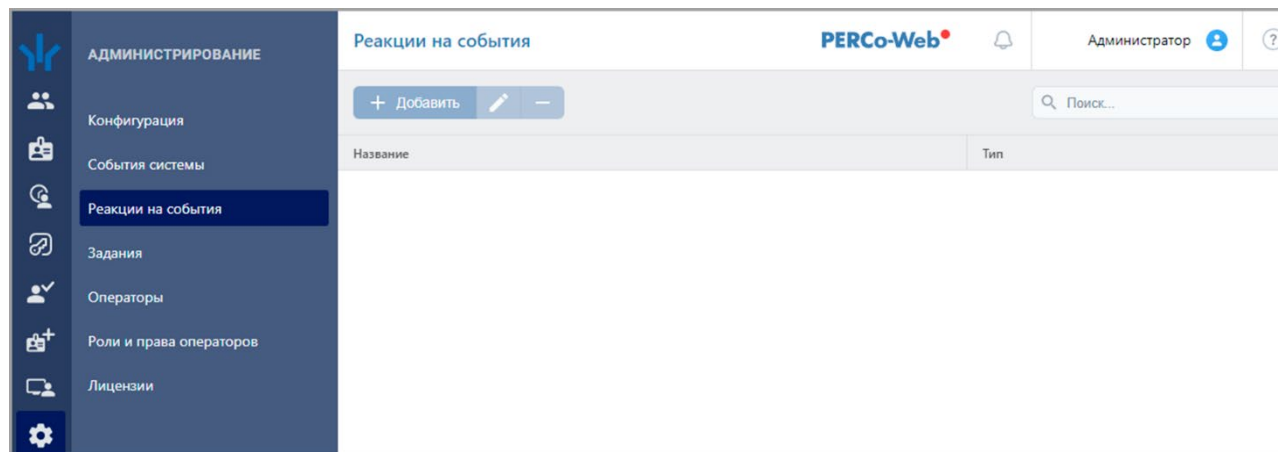 АДМИНИСТРИРОВАНИЕ
Конфигурация
События системы
Реакции на события
Задания
Операторы
Роли и права операторов
Лицензии
Реакции на события
PERCo-Web
Администратор
?
+ Добавить
Поиск...
Название
Тип